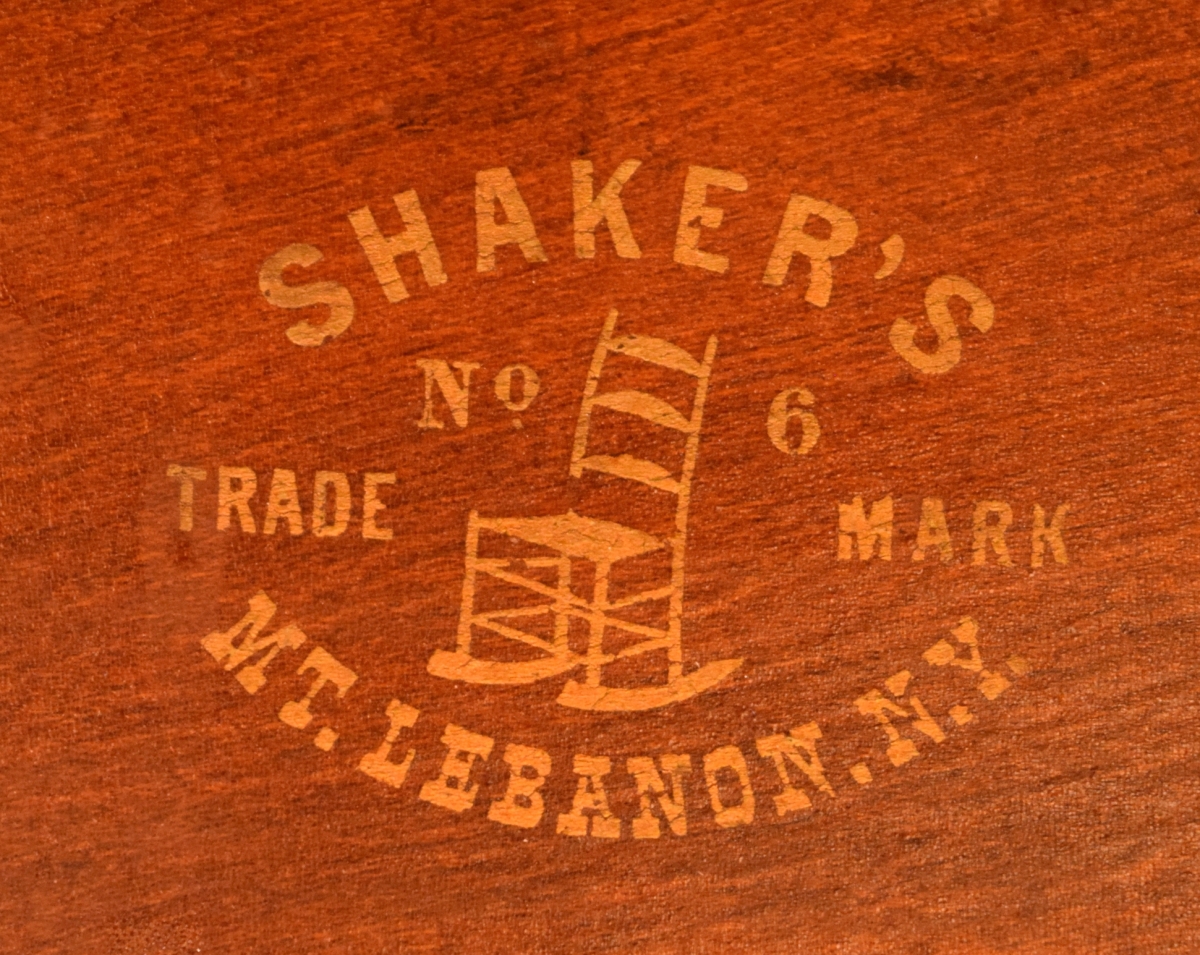 SHAKER'S
No 6
TRADE MARK
MT. LEBANON. N.Y.